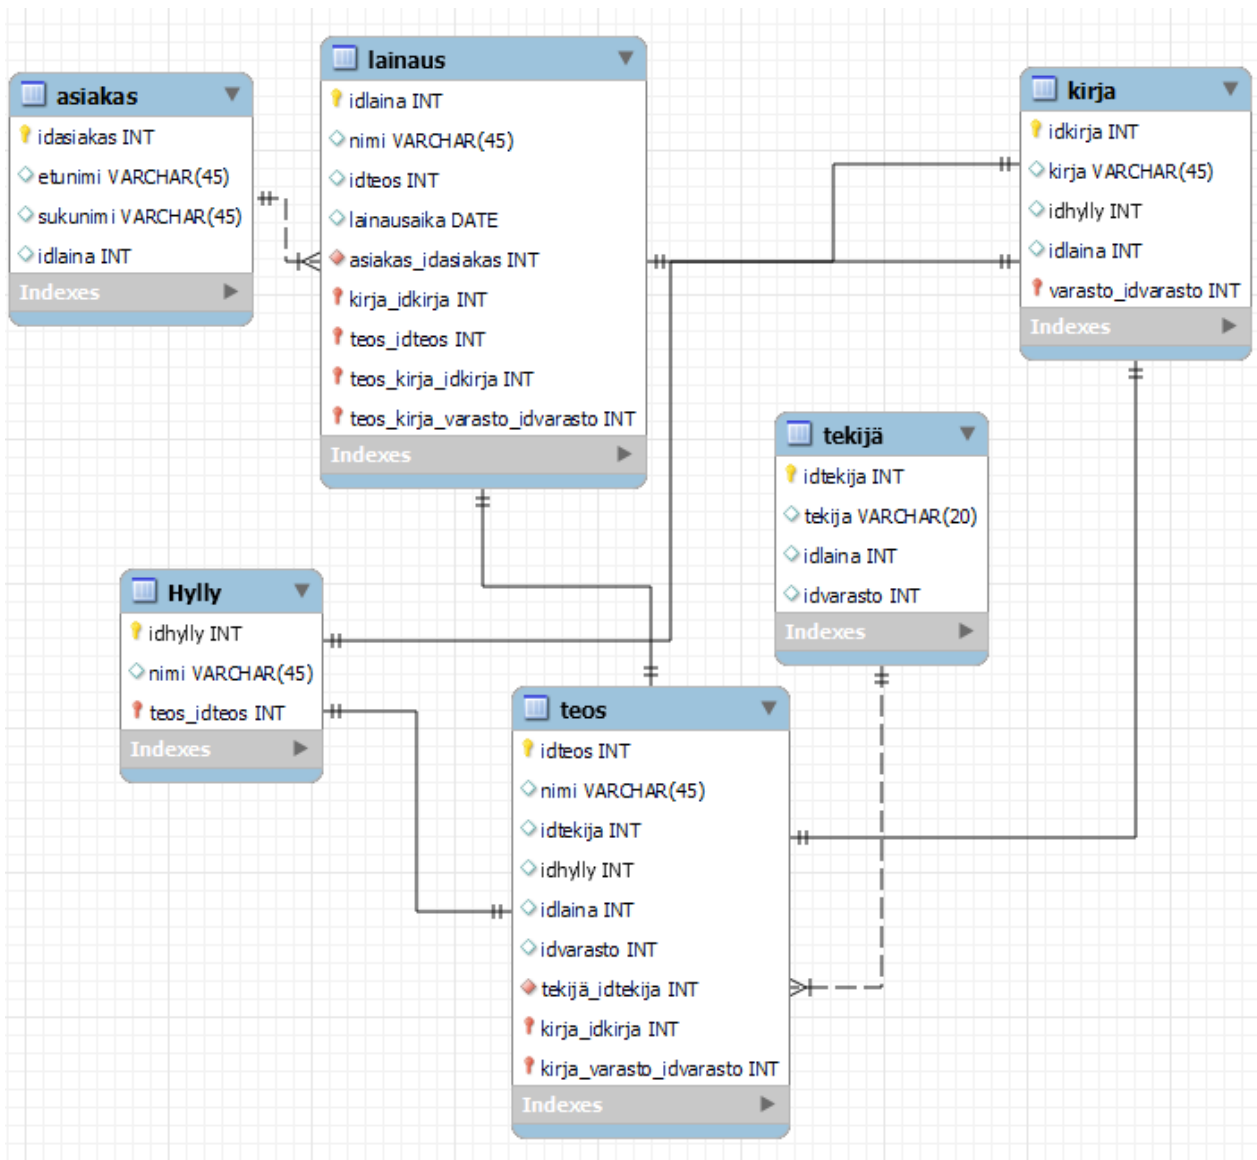 asiakas
idasiakas INT
etunimi VARCHAR(45)
sukunimi VARCHAR(45)
idlaina INT
Indexes
lainaus
idlaina INT
nimi VARCHAR(45)
idteos INT
lainausaika DATE
asiakas_idasiakas INT
kirja_idkirja INT
teos_idteos INT
teos_kirja_idkirja INT
teos_kirja_varasto_idvarasto INT
Indexes
kirja
idkirja INT
kirja VARCHAR(45)
idhylly INT
idlaina INT
varasto_idvarasto INT
Indexes
tekijä
idtekija INT
tekija VARCHAR(20)
idlaina INT
idvarasto INT
Indexes
Hylly
idhylly INT
nimi VARCHAR(45)
teos_idteos INT
Indexes
teos
idteos INT
nimi VARCHAR(45)
idtekija INT
idhylly INT
idlaina INT
idvarasto INT
tekijä_idtekija INT
kirja_idkirja INT
kirja_varasto_idvarasto INT
Indexes